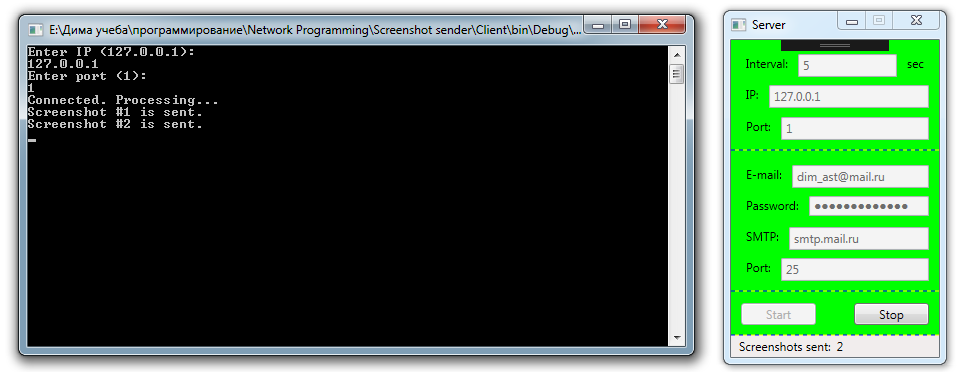 E:\Дима учеба\программирование\Network Programming\Screenshot sender\Client\bin\Debug\...
Enter IP (127.0.0.1):
127.0.0.1
Enter port (1):
1
Connected. Processing...
Screenshot #1 is sent.
Screenshot #2 is sent.
Server
Interval: 5 sec
IP: 127.0.0.1
Port: 1
E-mail: dim_ast@mail.ru
Password: •••••••••••••
SMTP: smtp.mail.ru
Port: 25
Start Stop
Screenshots sent: 2